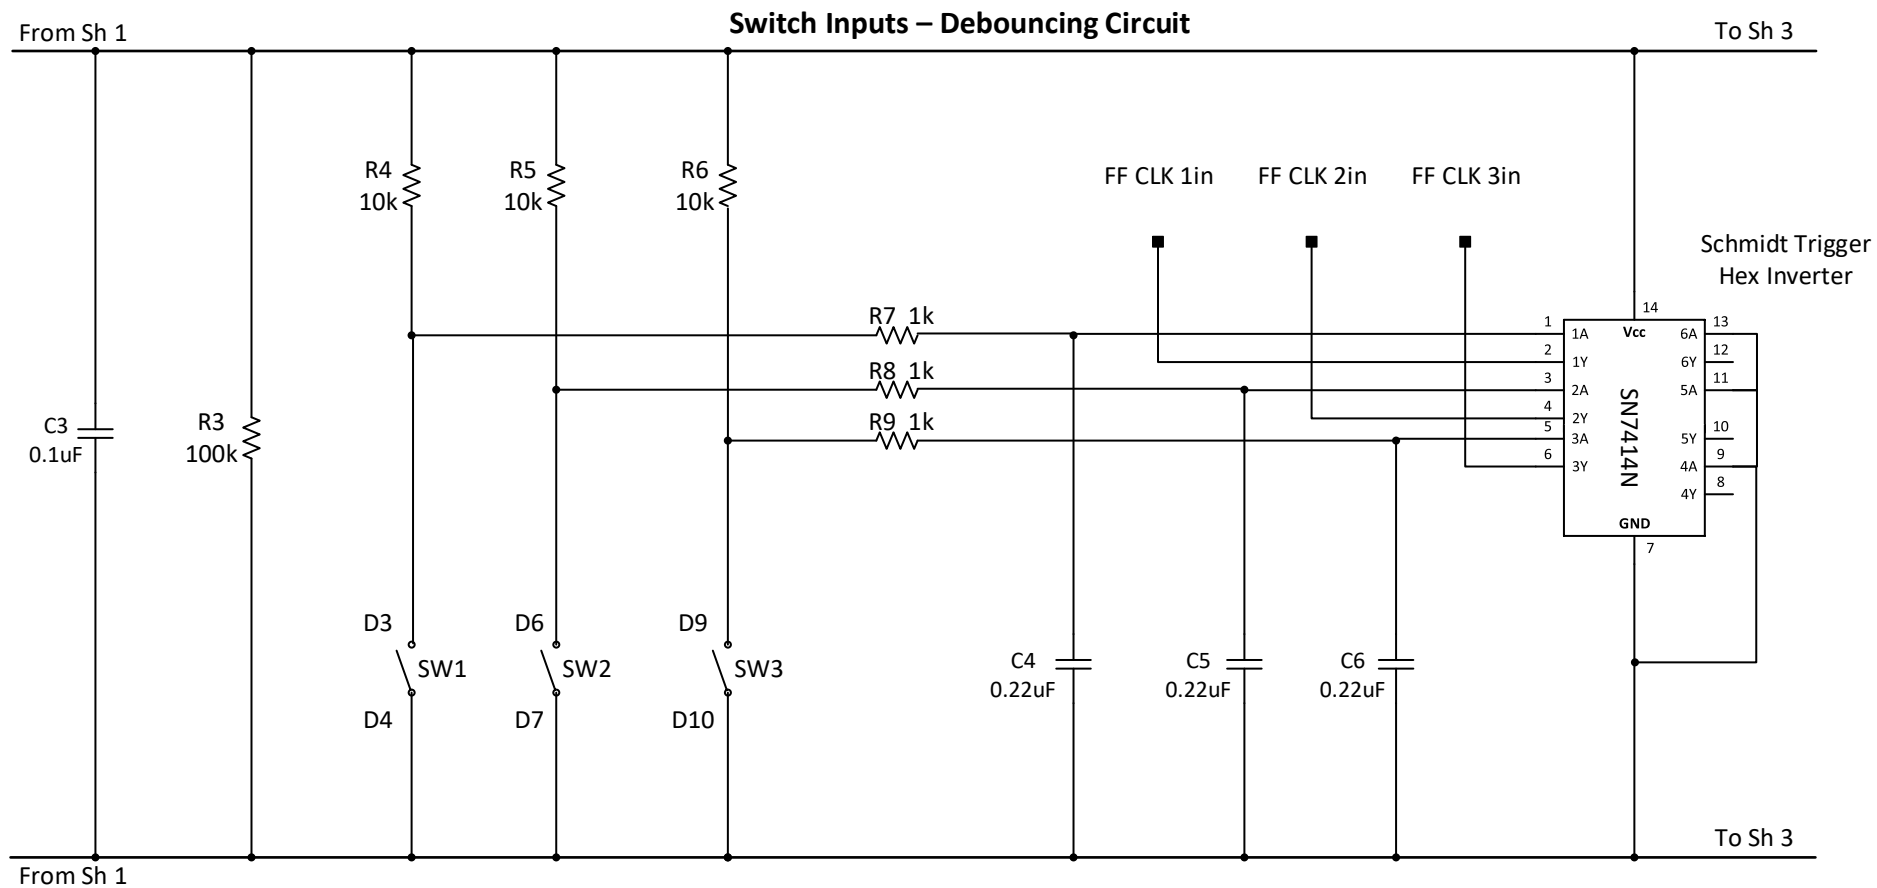 Switch Inputs – Debouncing Circuit
From Sh 1
To Sh 3
R4
10k
R5
10k
R6
10k
FF CLK 1in
FF CLK 2in
FF CLK 3in
Schmidt Trigger
Hex Inverter
R7 1k
R8 1k
R9 1k
C3
0.1uF
R3
100k
14
Vcc
1
1A
2
1Y
3
2A
4
2Y
5
3A
6
3Y
SN7414N
13
6A
12
6Y
11
5A
10
5Y
9
4A
8
4Y
GND
7
D3
SW1
D4
D6
SW2
D7
D9
SW3
D10
C4
0.22uF
C5
0.22uF
C6
0.22uF
To Sh 3
From Sh 1